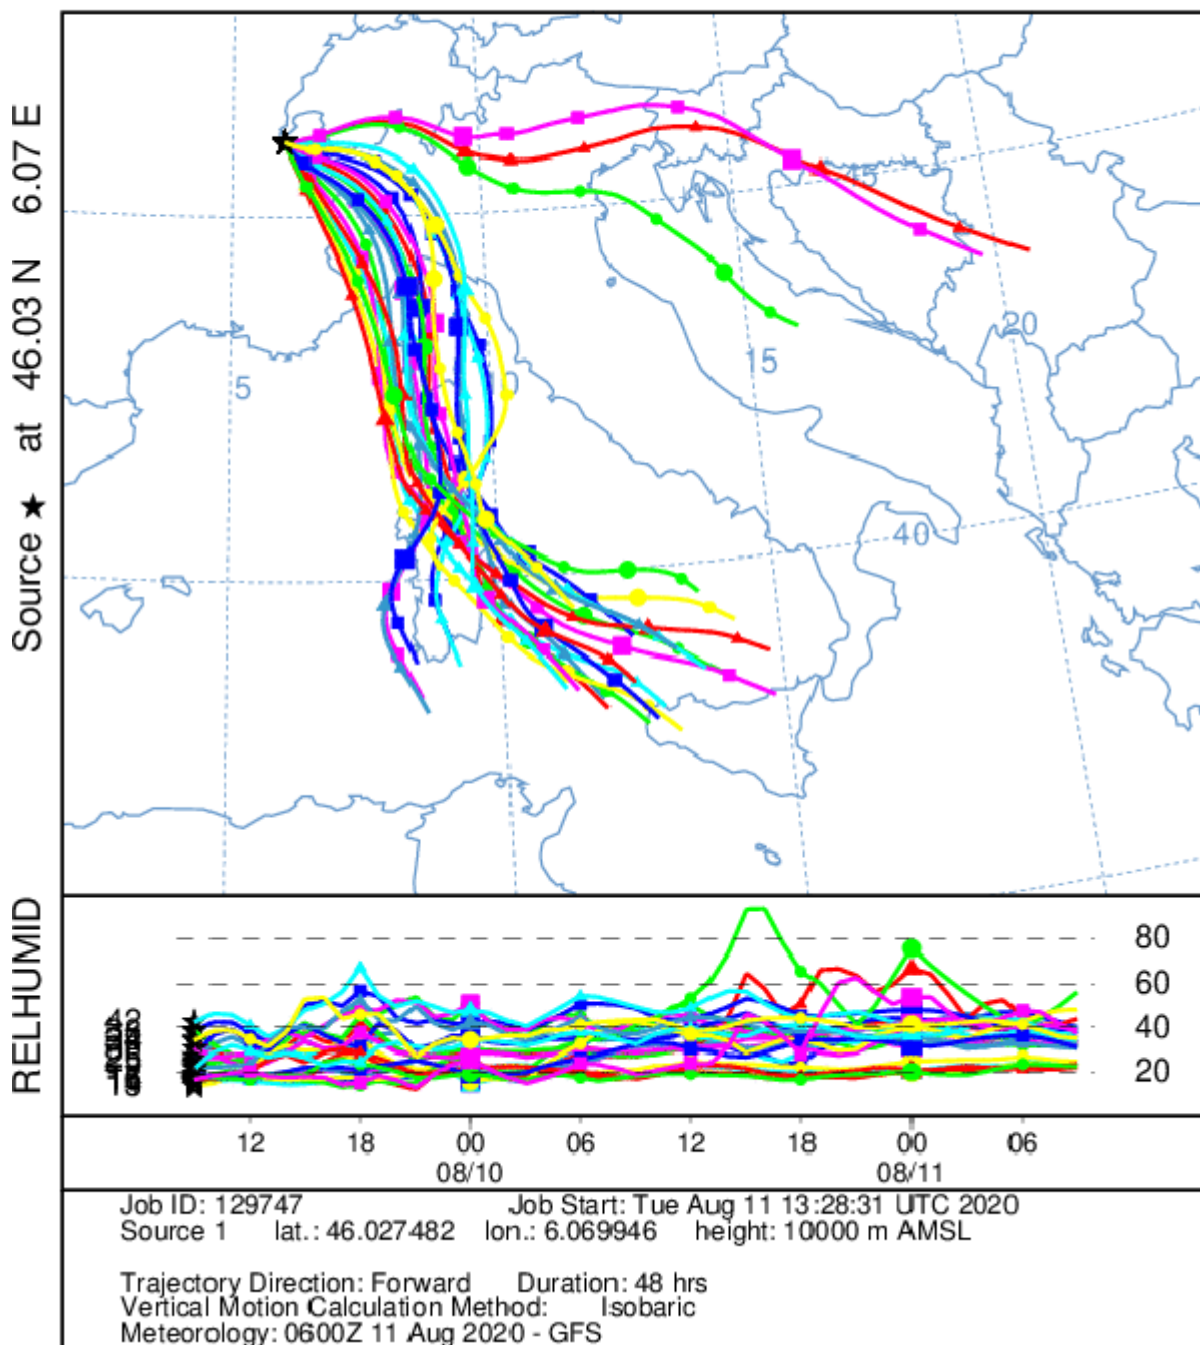 Source ★ at 46.03 N 6.07 E
5
15
20
40
45
RELHUMID
80
60
40
20
12 18 00 06 12 18 00 06
08/10 08/11
Job ID: 129747 Job Start: Tue Aug 11 13:28:31 UTC 2020
Source 1 lat.: 46.027482 lon.: 6.069946 height: 10000 m AMSL
Trajectory Direction: Forward Duration: 48 hrs
Vertical Motion Calculation Method: Isobaric
Meteorology: 0600Z 11 Aug 2020 - GFS